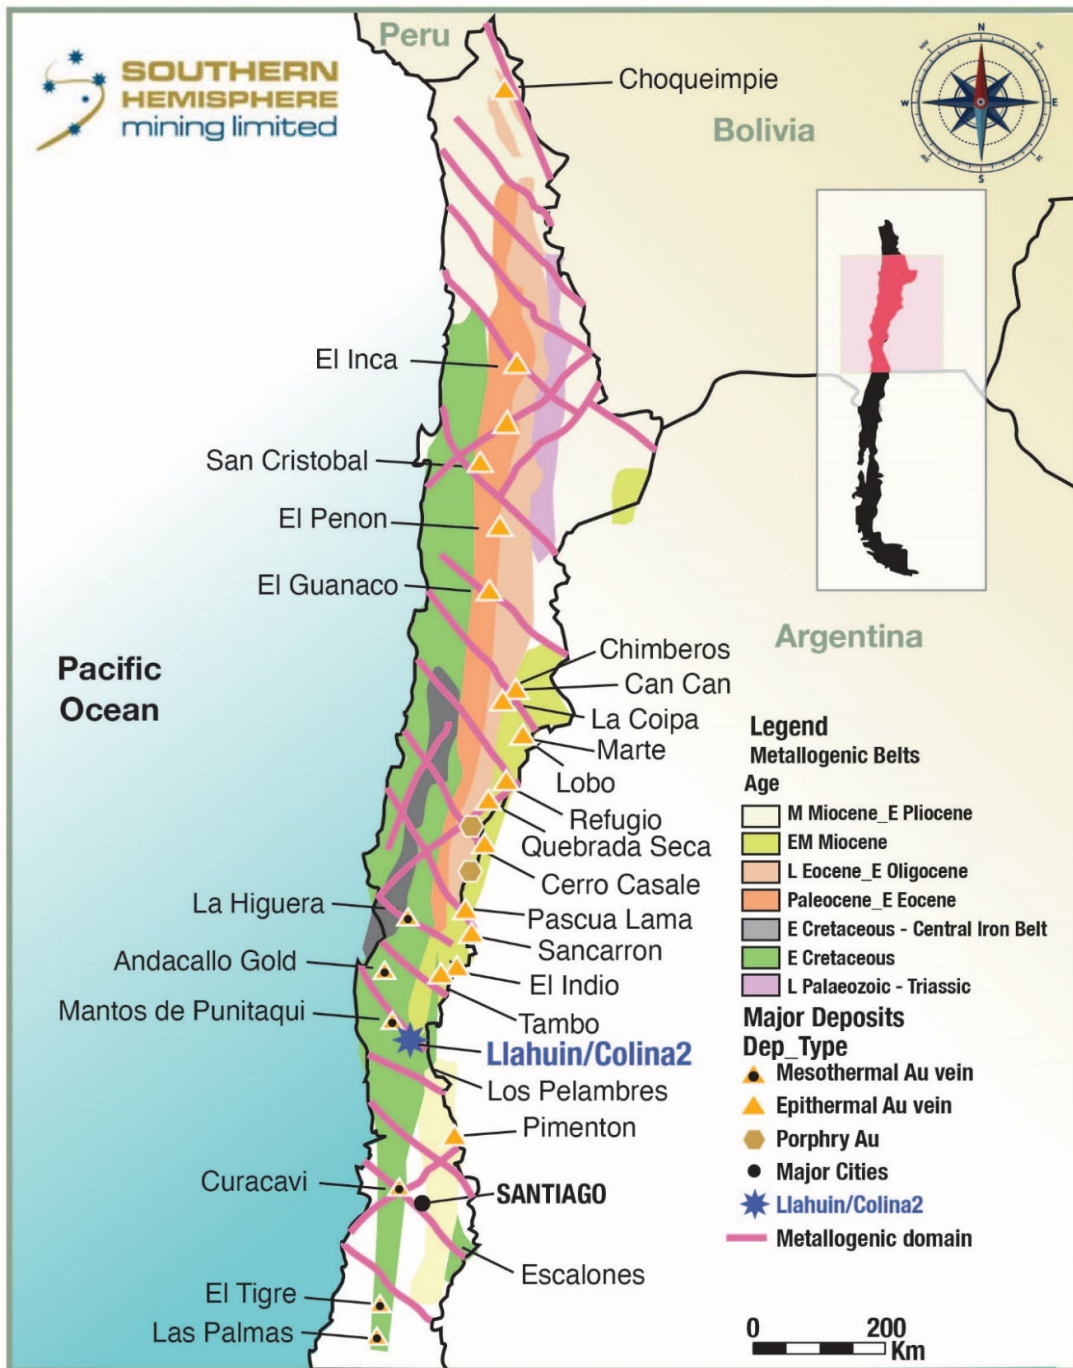 Peru
SOUTHERN
HEMISPHERE
mining limited
Choqueimpie
Bolivia
N
NE
E
SE
S
SW
W
NW
El Inca
San Cristobal
El Penon
El Guanaco
Argentina
Chimberos
Can Can
La Coipa
Marte
Lobo
Refugio
Quebrada Seca
Cerro Casale
Pascua Lama
Sancarron
El Indio
Tambo
Llahuin/Colina2
Los Pelambres
Pimenton
SANTIAGO
Escalones
Pacific
Ocean
La Higuera
Andacallo Gold
Mantos de Punitaqui
Curacavi
El Tigre
Las Palmas
Legend
Metallogenic Belts
Age
M Miocene_E Pliocene
EM Miocene
L Eocene_E Oligocene
Paleocene_E Eocene
E Cretaceous - Central Iron Belt
E Cretaceous
L Palaeozoic - Triassic
Major Deposits
Dep_Type
Mesothermal Au vein
Epithermal Au vein
Porphry Au
Major Cities
Llahuin/Colina2
Metallogenic domain
0 200
Km